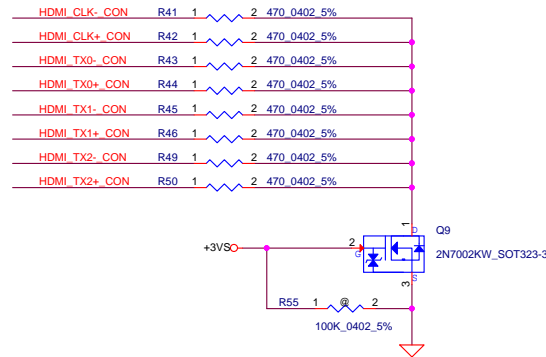 HDMI_CLK-_CON R41 1 2 470_0402_5%
HDMI_CLK+_CON R42 1 2 470_0402_5%
HDMI_TX0-_CON R43 1 2 470_0402_5%
HDMI_TX0+_CON R44 1 2 470_0402_5%
HDMI_TX1-_CON R45 1 2 470_0402_5%
HDMI_TX1+_CON R46 1 2 470_0402_5%
HDMI_TX2-_CON R49 1 2 470_0402_5%
HDMI_TX2+_CON R50 1 2 470_0402_5%
1 D Q9
+3VS 2 G 2N7002KW_SOT323-3
3 S
R55 1 @ 2
100K_0402_5%